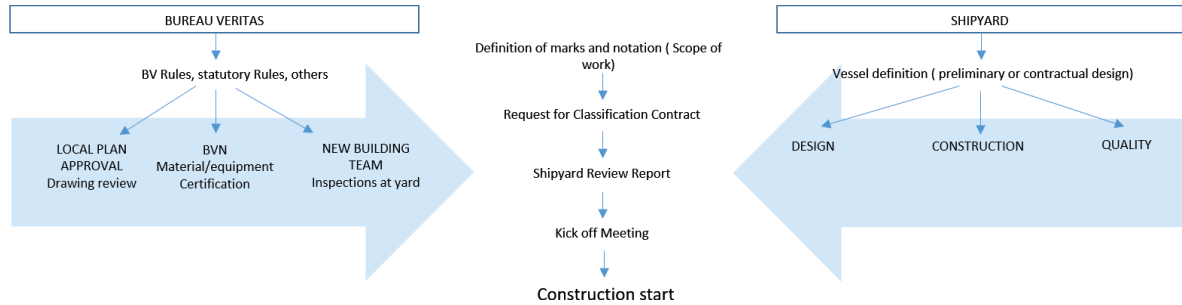 BUREAU VERITAS
BV Rules, statutory Rules, others
LOCAL PLAN
APPROVAL
Drawing review
BVN
Material/equipment
Certification
NEW BUILDING
TEAM
Inspections at yard
Definition of marks and notation ( Scope of
work)
Request for Classification Contract
Shipyard Review Report
Kick off Meeting
Construction start
SHIPYARD
Vessel definition ( preliminary or contractual design)
DESIGN
CONSTRUCTION
QUALITY